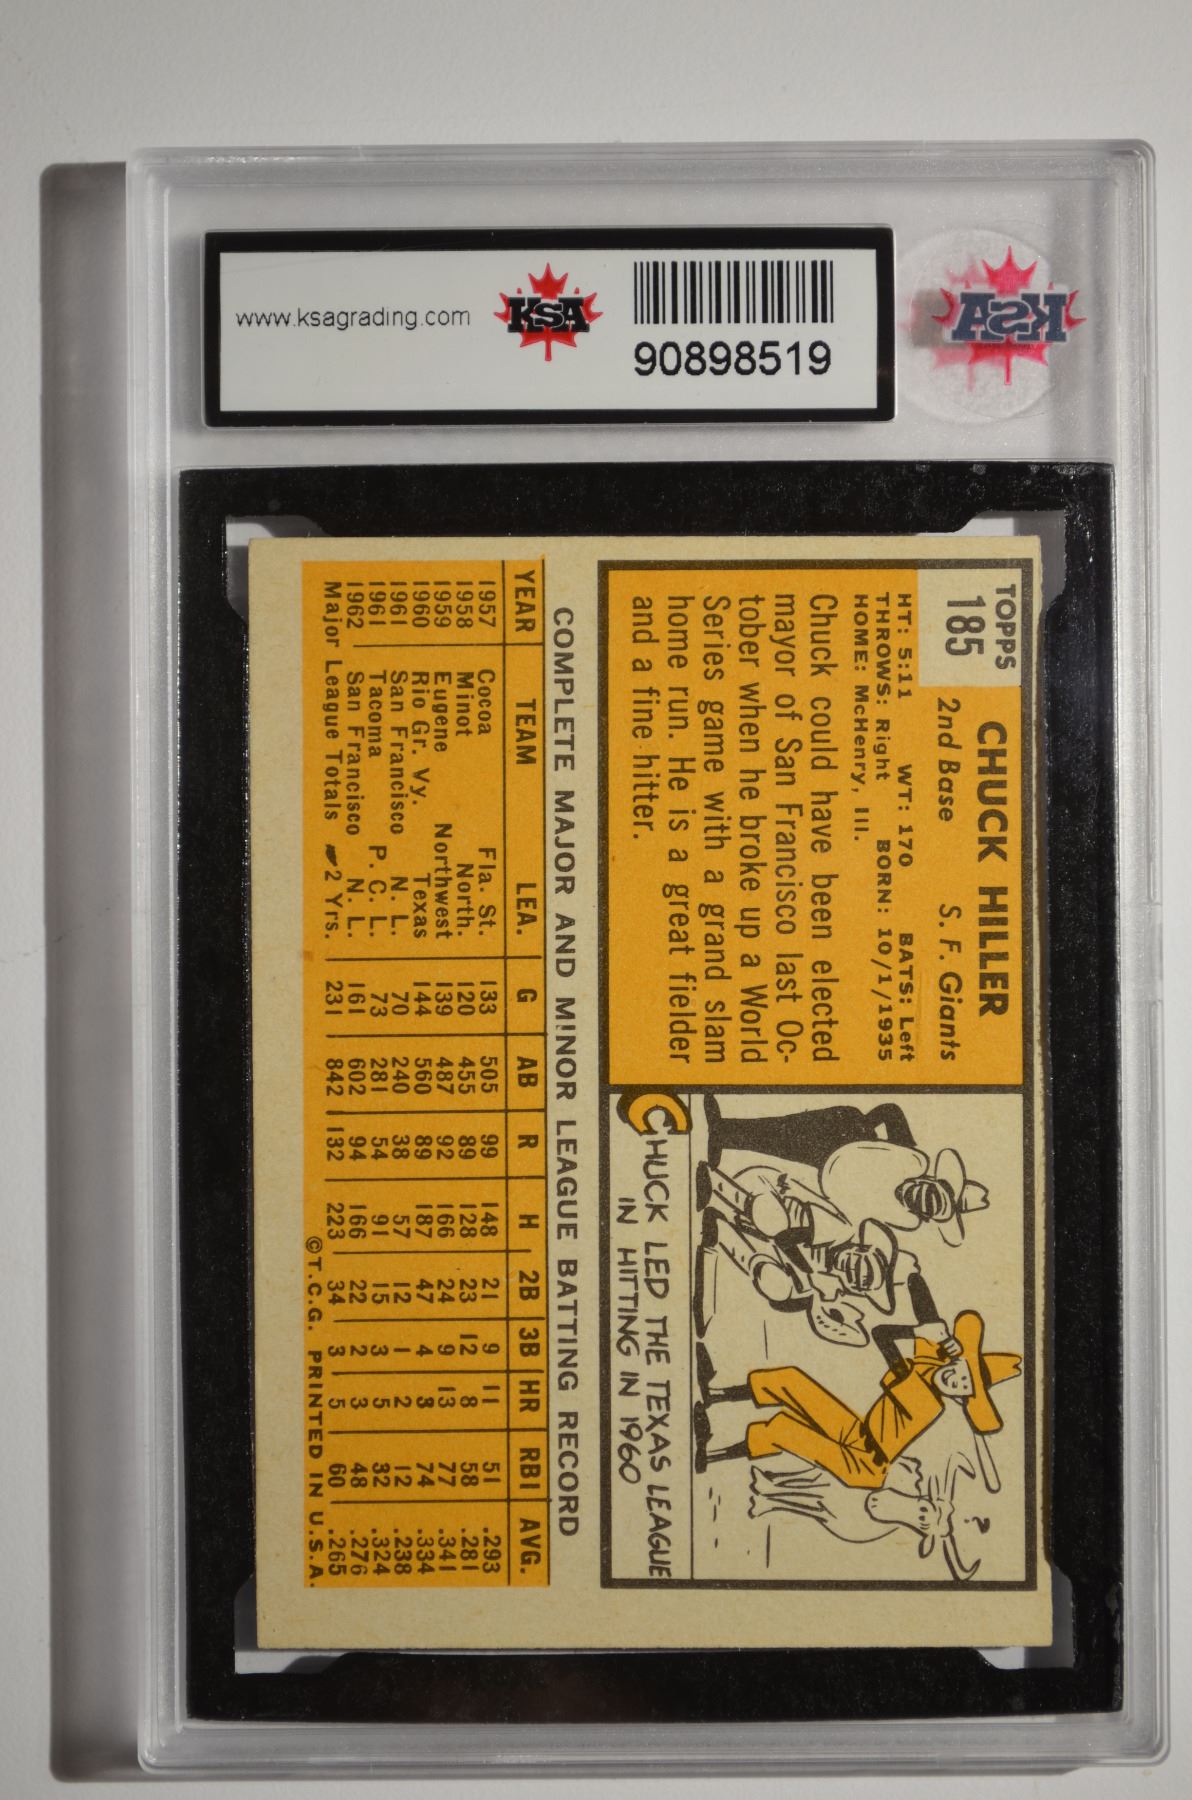 www.ksagrading.com
KSA
90898519
KSA
TOPPS
185
CHUCK HILLER
2nd Base S. F. Giants
HT: 5:11 WT: 170 BATS: Left
THROWS: Right BORN: 10/1/1935
HOME: McHenry, Ill.
Chuck could have been elected
mayor of San Francisco last Oc-
tober when he broke up a World
Series game with a grand slam
home run. He is a great fielder
and a fine hitter.
?
CHUCK LED THE TEXAS LEAGUE
IN HITTING IN 1960
COMPLETE MAJOR AND MINOR LEAGUE BATTING RECORD
YEAR TEAM LEA. G AB R H 2B 3B HR RBI AVG.
1957 Cocoa Fla. St. 133 505 99 148 21 9 11 51 .293
1958 Minot North. 120 455 89 128 23 12 8 58 .281
1959 Eugene Northwest 139 487 92 166 24 9 13 77 .341
1960 Rio Gr. Vy. Texas 144 560 89 187 47 4 3 74 .334
1961 San Francisco N. L. 70 240 38 57 12 1 2 12 .238
1961 Tacoma P. C. L. 73 281 54 91 15 3 5 32 .324
1962 San Francisco N. L. 161 602 94 166 22 2 3 48 .276
Major League Totals 2 Yrs. 231 842 132 223 34 3 5 60 .265
©T.C.G. PRINTED IN U.S.A.